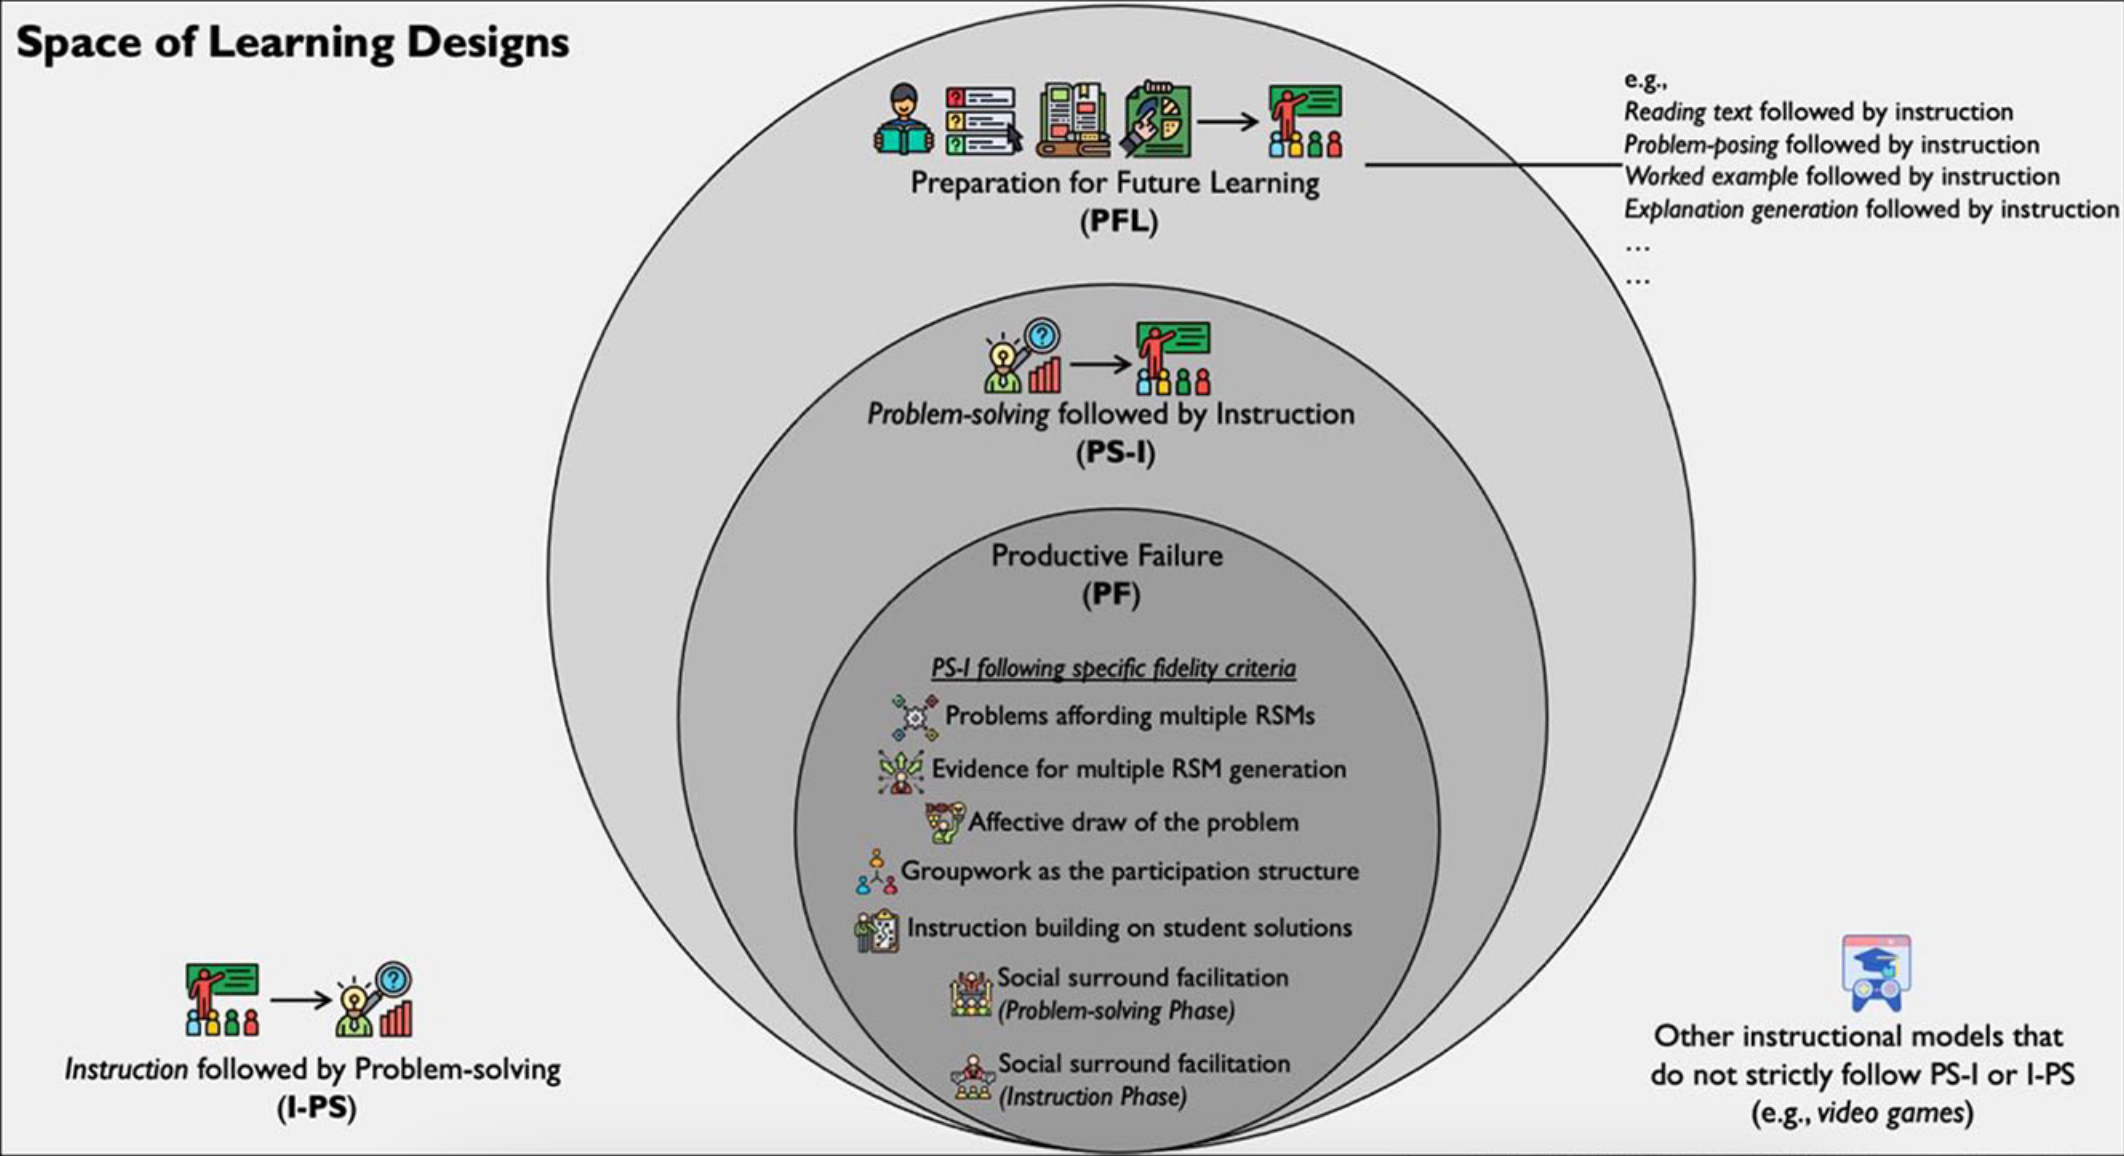 Space of Learning Designs
Preparation for Future Learning
(PFL)
e.g.,
Reading text followed by instruction
Problem-posing followed by instruction
Worked example followed by instruction
Explanation generation followed by instruction
...
...
Problem-solving followed by Instruction
(PS-I)
Productive Failure
(PF)
PS-I following specific fidelity criteria
Problems affording multiple RSMs
Evidence for multiple RSM generation
Affective draw of the problem
Groupwork as the participation structure
Instruction building on student solutions
Social surround facilitation
(Problem-solving Phase)
Social surround facilitation
(Instruction Phase)
Instruction followed by Problem-solving
(I-PS)
Other instructional models that
do not strictly follow PS-I or I-PS
(e.g., video games)